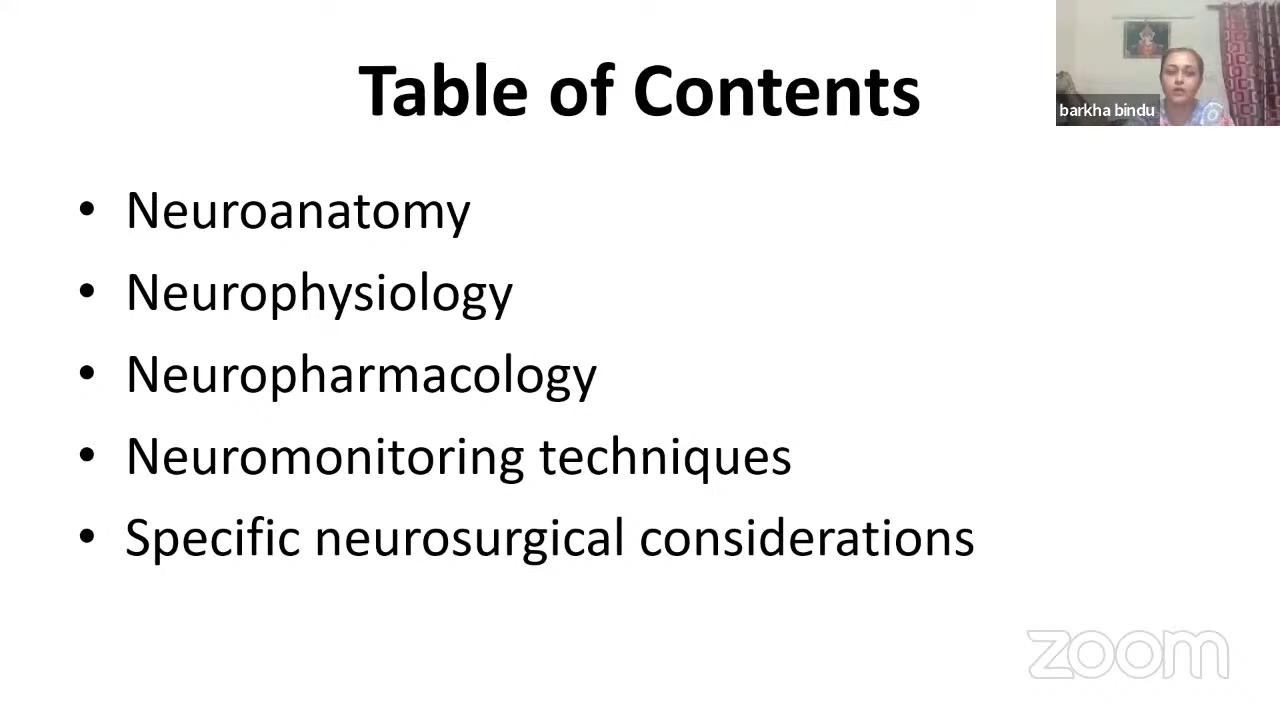 Table of Contents
barkha bindu
• Neuroanatomy
• Neurophysiology
• Neuropharmacology
• Neuromonitoring techniques
• Specific neurosurgical considerations
zoom